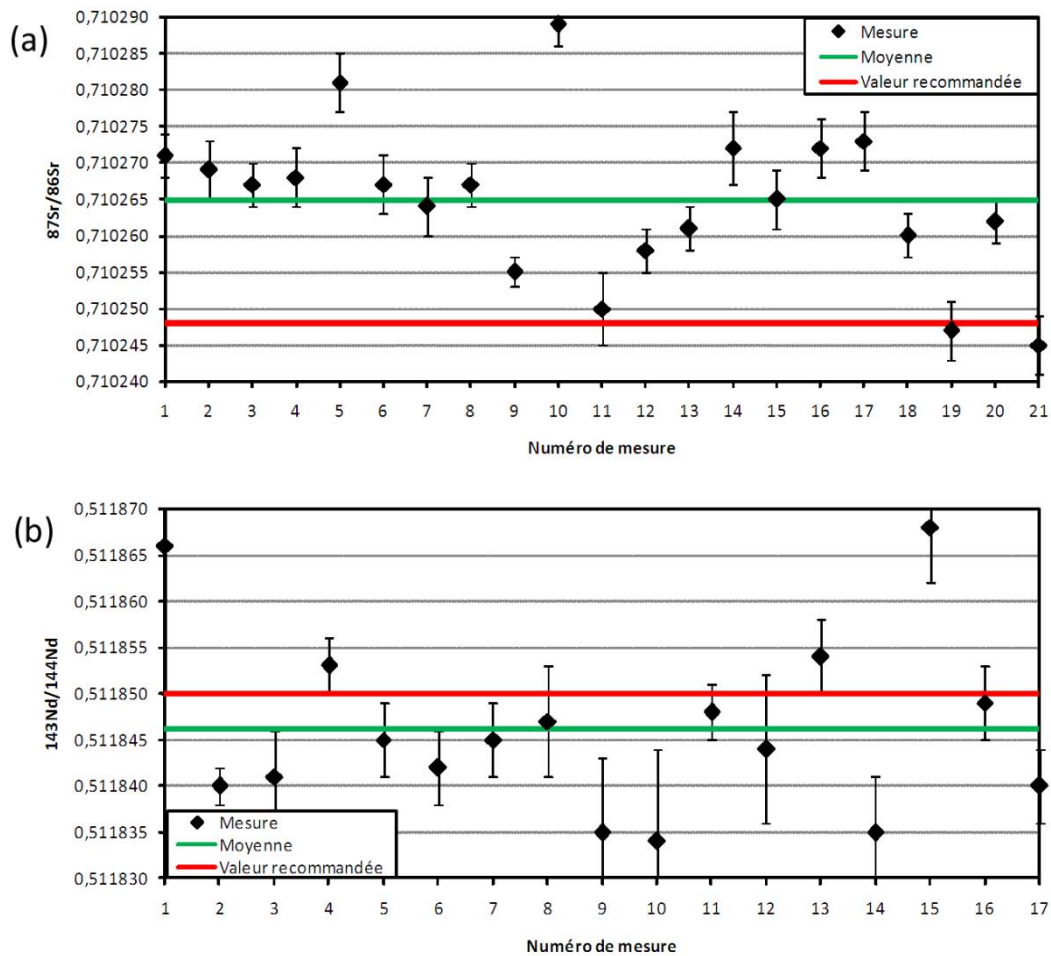 (a)
0,710290
0,710285
0,710280
0,710275
0,710270
0,710265
0,710260
0,710255
0,710250
0,710245
0,710240
87Sr/86Sr
Mesure
Moyenne
Valeur recommandée
1 2 3 4 5 6 7 8 9 10 11 12 13 14 15 16 17 18 19 20 21
Numéro de mesure
(b)
0,511870
0,511865
0,511860
0,511855
0,511850
0,511845
0,511840
0,511835
0,511830
143Nd/144Nd
Mesure
Moyenne
Valeur recommandée
1 2 3 4 5 6 7 8 9 10 11 12 13 14 15 16 17
Numéro de mesure